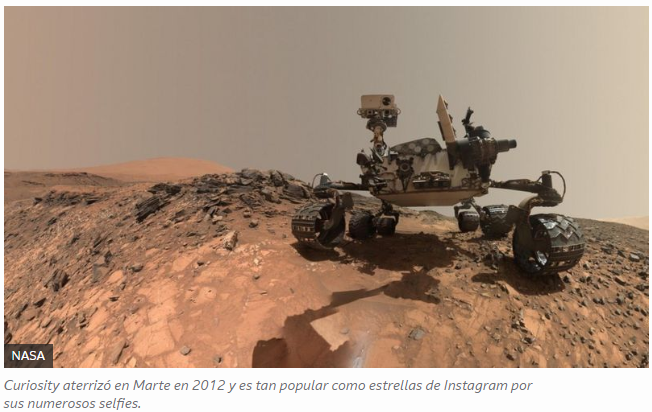 NASA
Curiosity aterrizó en Marte en 2012 y es tan popular como estrellas de Instagram por
sus numerosos selfies.